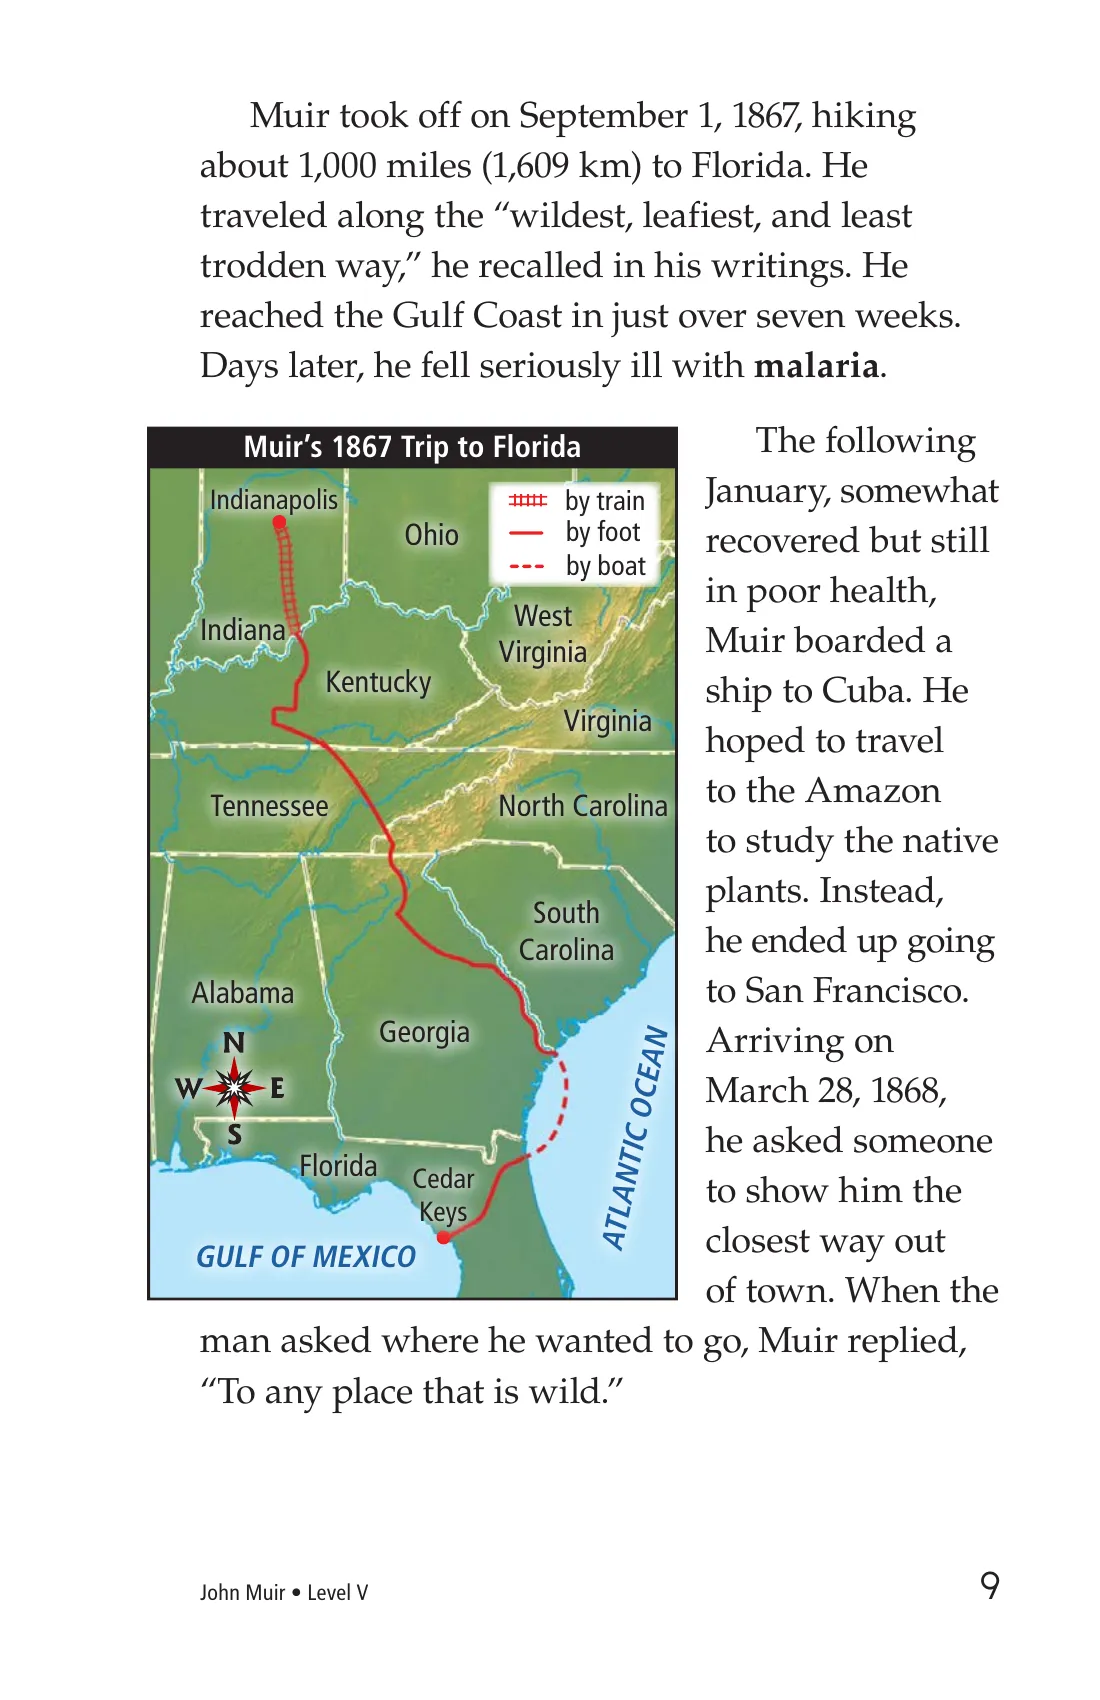 Muir took off on September 1, 1867, hiking
about 1,000 miles (1,609 km) to Florida. He
traveled along the “wildest, leafiest, and least
trodden way,” he recalled in his writings. He
reached the Gulf Coast in just over seven weeks.
Days later, he fell seriously ill with malaria.
Muir’s 1867 Trip to Florida
Indianapolis
by train
by foot
by boat
Ohio
Indiana
West
Virginia
Kentucky
Virginia
Tennessee
North Carolina
South
Carolina
Alabama
Georgia
N
W
E
S
Florida
Cedar
Keys
GULF OF MEXICO
ATLANTIC OCEAN
The following
January, somewhat
recovered but still
in poor health,
Muir boarded a
ship to Cuba. He
hoped to travel
to the Amazon
to study the native
plants. Instead,
he ended up going
to San Francisco.
Arriving on
March 28, 1868,
he asked someone
to show him the
closest way out
of town. When the
man asked where he wanted to go, Muir replied,
“To any place that is wild.”
John Muir • Level V
9